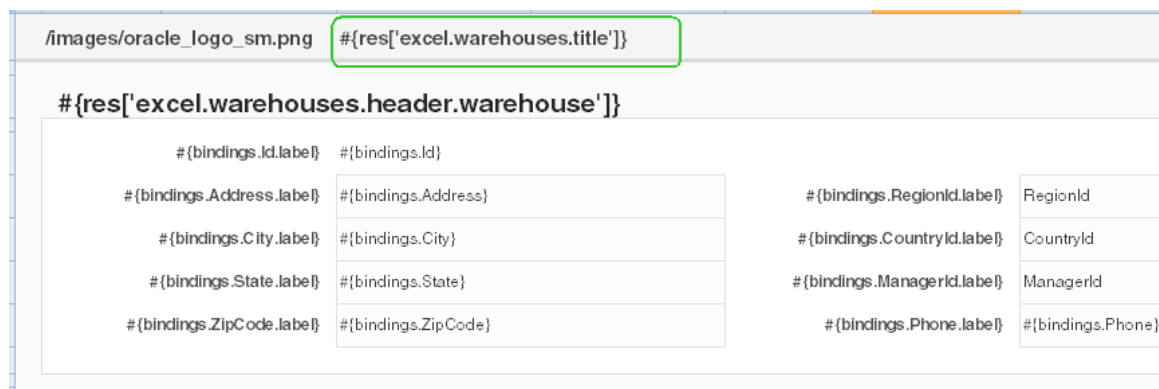 /images/oracle_logo_sm.png #{res['excel.warehouses.title']}
#{res['excel.warehouses.header.warehouse']}
#{bindings.Id.label} #{bindings.Id}
#{bindings.Address.label} #{bindings.Address} #{bindings.RegionId.label} RegionId
#{bindings.City.label} #{bindings.City} #{bindings.CountryId.label} CountryId
#{bindings.State.label} #{bindings.State} #{bindings.ManagerId.label} ManagerId
#{bindings.ZipCode.label} #{bindings.ZipCode} #{bindings.Phone.label} #{bindings.Phone}